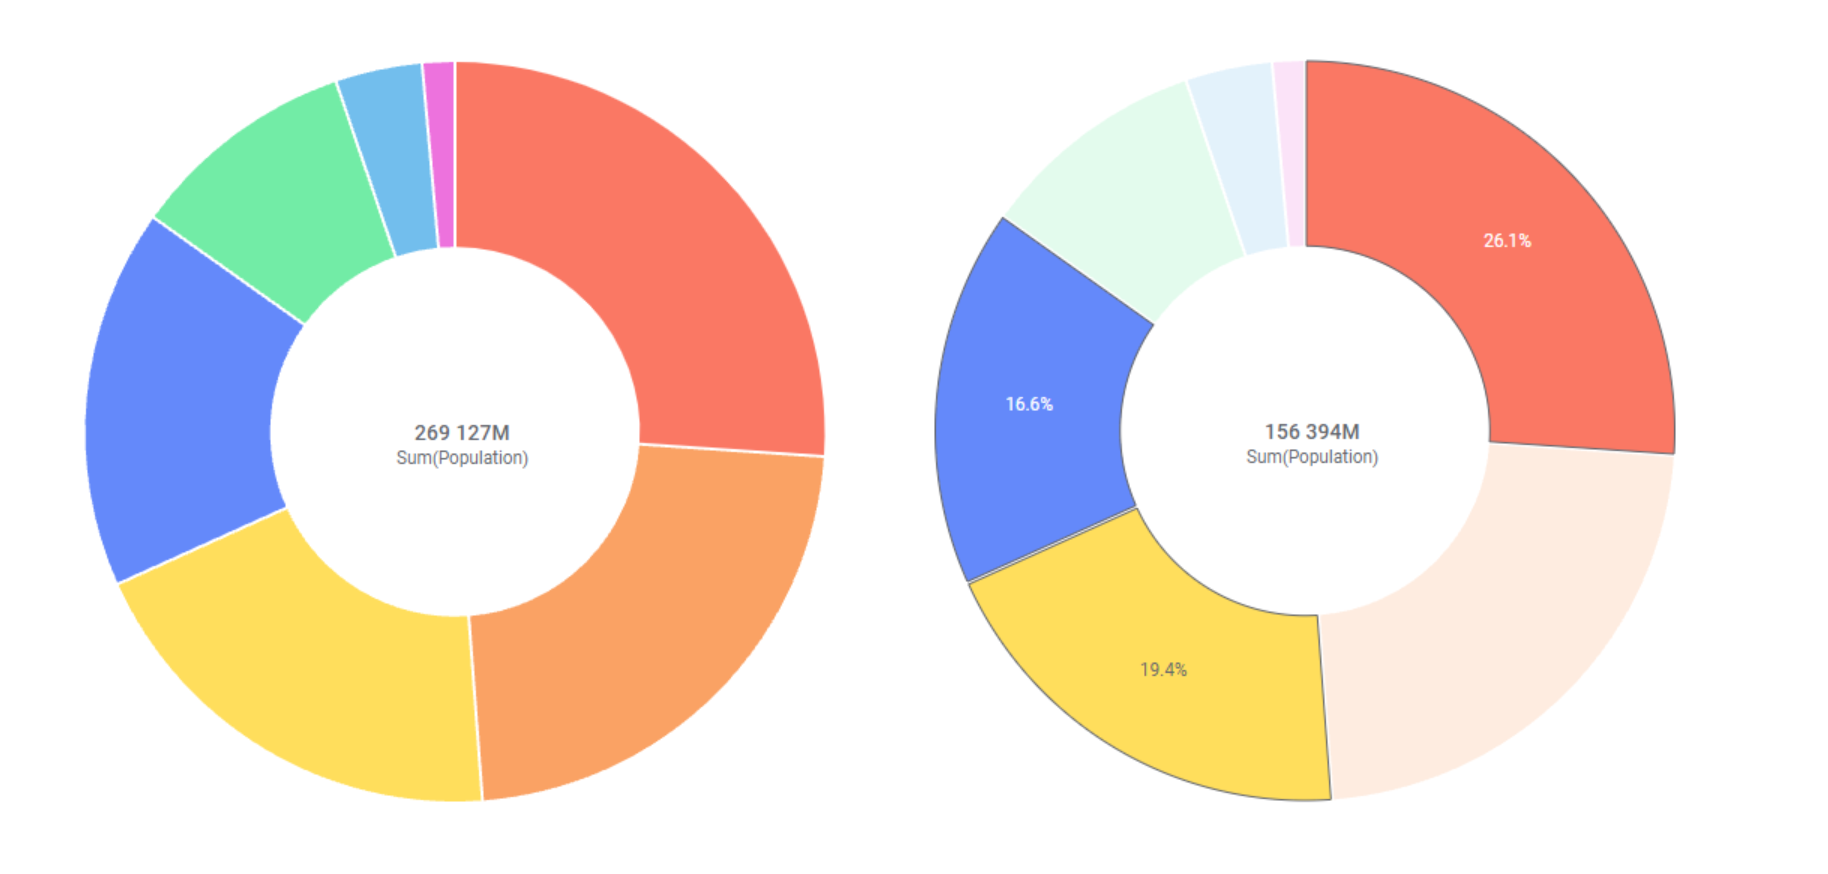 269 127M
Sum(Population)
26.1%
16.6%
156 394M
Sum(Population)
19.4%